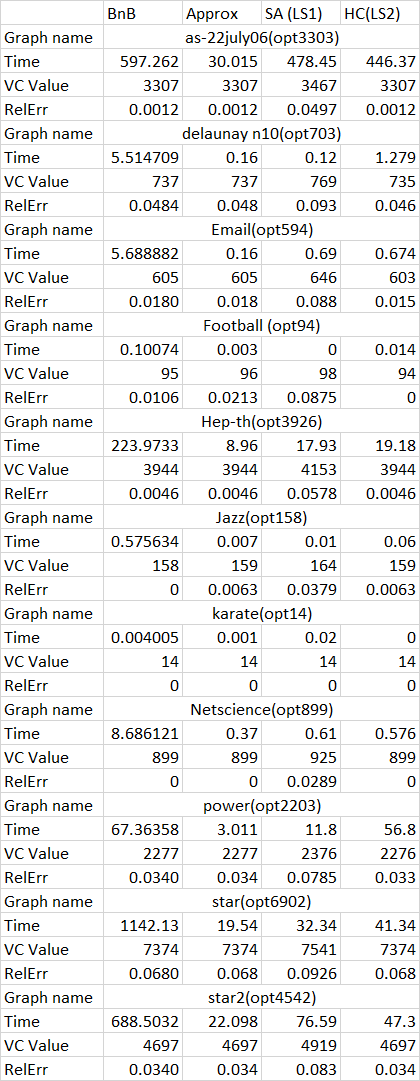 BnB Approx SA (LS1) HC(LS2)
Graph name as-22july06(opt3303)
Time 597.262 30.015 478.45 446.37
VC Value 3307 3307 3467 3307
RelErr 0.0012 0.0012 0.0497 0.0012
Graph name delaunay n10(opt703)
Time 5.514709 0.16 0.12 1.279
VC Value 737 737 769 735
RelErr 0.0484 0.048 0.093 0.046
Graph name Email(opt594)
Time 5.688882 0.16 0.69 0.674
VC Value 605 605 646 603
RelErr 0.0180 0.018 0.088 0.015
Graph name Football (opt94)
Time 0.10074 0.003 0 0.014
VC Value 95 96 98 94
RelErr 0.0106 0.0213 0.0875 0
Graph name Hep-th(opt3926)
Time 223.9733 8.96 17.93 19.18
VC Value 3944 3944 4153 3944
RelErr 0.0046 0.0046 0.0578 0.0046
Graph name Jazz(opt158)
Time 0.575634 0.007 0.01 0.06
VC Value 158 159 164 159
RelErr 0 0.0063 0.0379 0.0063
Graph name karate(opt14)
Time 0.004005 0.001 0.02 0
VC Value 14 14 14 14
RelErr 0 0 0 0
Graph name Netscience(opt899)
Time 8.686121 0.37 0.61 0.576
VC Value 899 899 925 899
RelErr 0 0 0.0289 0
Graph name power(opt2203)
Time 67.36358 3.011 11.8 56.8
VC Value 2277 2277 2376 2276
RelErr 0.0340 0.034 0.0785 0.033
Graph name star(opt6902)
Time 1142.13 19.54 32.34 41.34
VC Value 7374 7374 7541 7374
RelErr 0.0680 0.068 0.0926 0.068
Graph name star2(opt4542)
Time 688.5032 22.098 76.59 47.3
VC Value 4697 4697 4919 4697
RelErr 0.0340 0.034 0.083 0.034